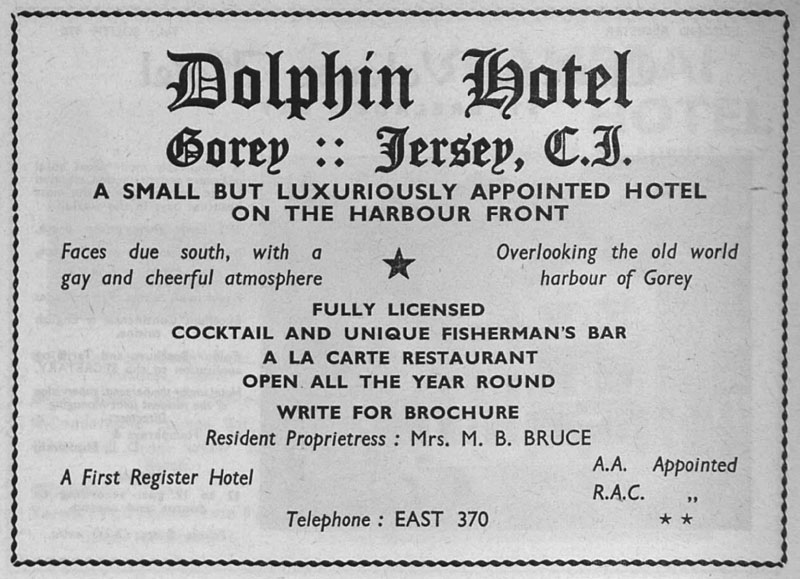 Dolphin Hotel
Gorey :: Jersey, C.I.
A SMALL BUT LUXURIOUSLY APPOINTED HOTEL
ON THE HARBOUR FRONT
Faces due south, with a
gay and cheerful atmosphere
★
Overlooking the old world
harbour of Gorey
FULLY LICENSED
COCKTAIL AND UNIQUE FISHERMAN'S BAR
A LA CARTE RESTAURANT
OPEN ALL THE YEAR ROUND
WRITE FOR BROCHURE
Resident Proprietress : Mrs. M. B. BRUCE
A First Register Hotel
A.A. Appointed
R.A.C. „
★ ★
Telephone : EAST 370